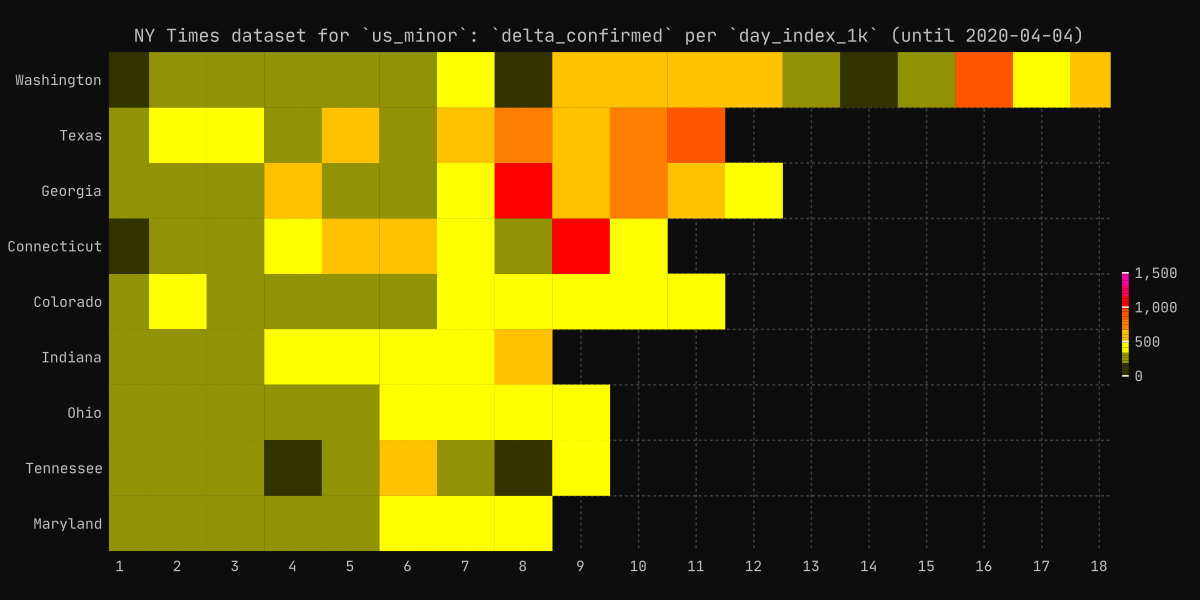 NY Times dataset for `us_minor`: `delta_confirmed` per `day_index_1k` (until 2020-04-04)
Washington
Texas
Georgia
Connecticut
Colorado
Indiana
Ohio
Tennessee
Maryland
1,500
1,000
500
0
1 2 3 4 5 6 7 8 9 10 11 12 13 14 15 16 17 18